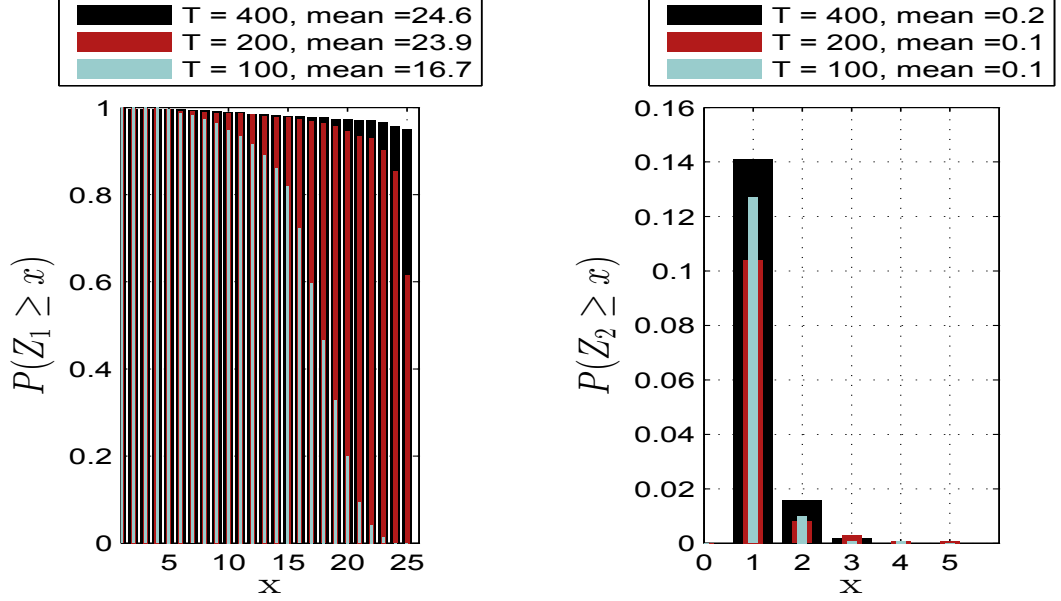 T = 400, mean =24.6
T = 200, mean =23.9
T = 100, mean =16.7
1
0.8
0.6
0.4
0.2
0
5 10 15 20 25
x
P(Z₁ ≥ x)
T = 400, mean =0.2
T = 200, mean =0.1
T = 100, mean =0.1
0.16
0.14
0.12
0.1
0.08
0.06
0.04
0.02
0
0 1 2 3 4 5
x
P(Z₂ ≥ x)